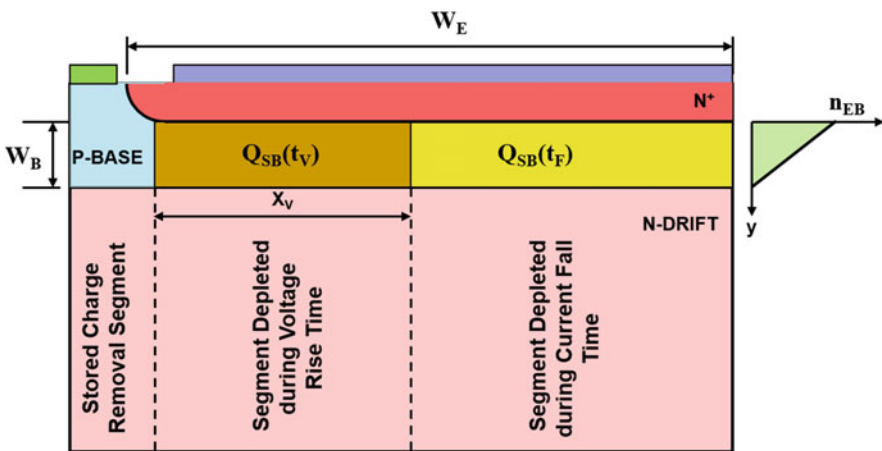 W_E
N⁺
n_EB
W_B
P-BASE
Q_SB(t_V)
Q_SB(t_F)
X_V
y
N-DRIFT
Stored Charge
Removal Segment
Segment Depleted
during Voltage
Rise Time
Segment Depleted
during Current Fall
Time